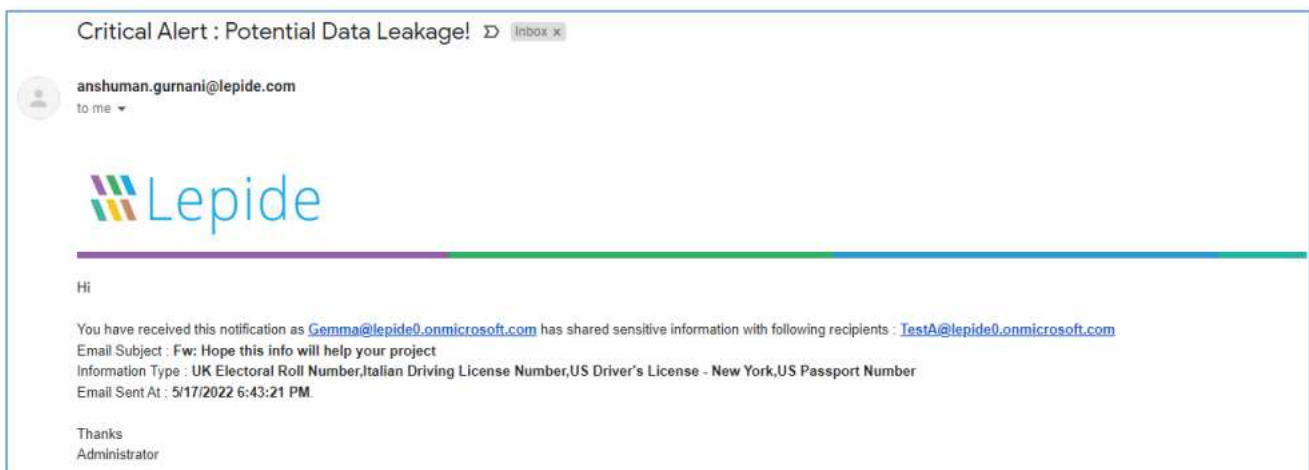 Critical Alert : Potential Data Leakage! Inbox x
anshuman.gurnani@lepide.com
to me
Lepide
Hi
You have received this notification as Gemma@lepide0.onmicrosoft.com has shared sensitive information with following recipients : TestA@lepide0.onmicrosoft.com
Email Subject : Fw: Hope this info will help your project
Information Type : UK Electoral Roll Number,Italian Driving License Number,US Driver's License - New York,US Passport Number
Email Sent At : 5/17/2022 6:43:21 PM.
Thanks
Administrator